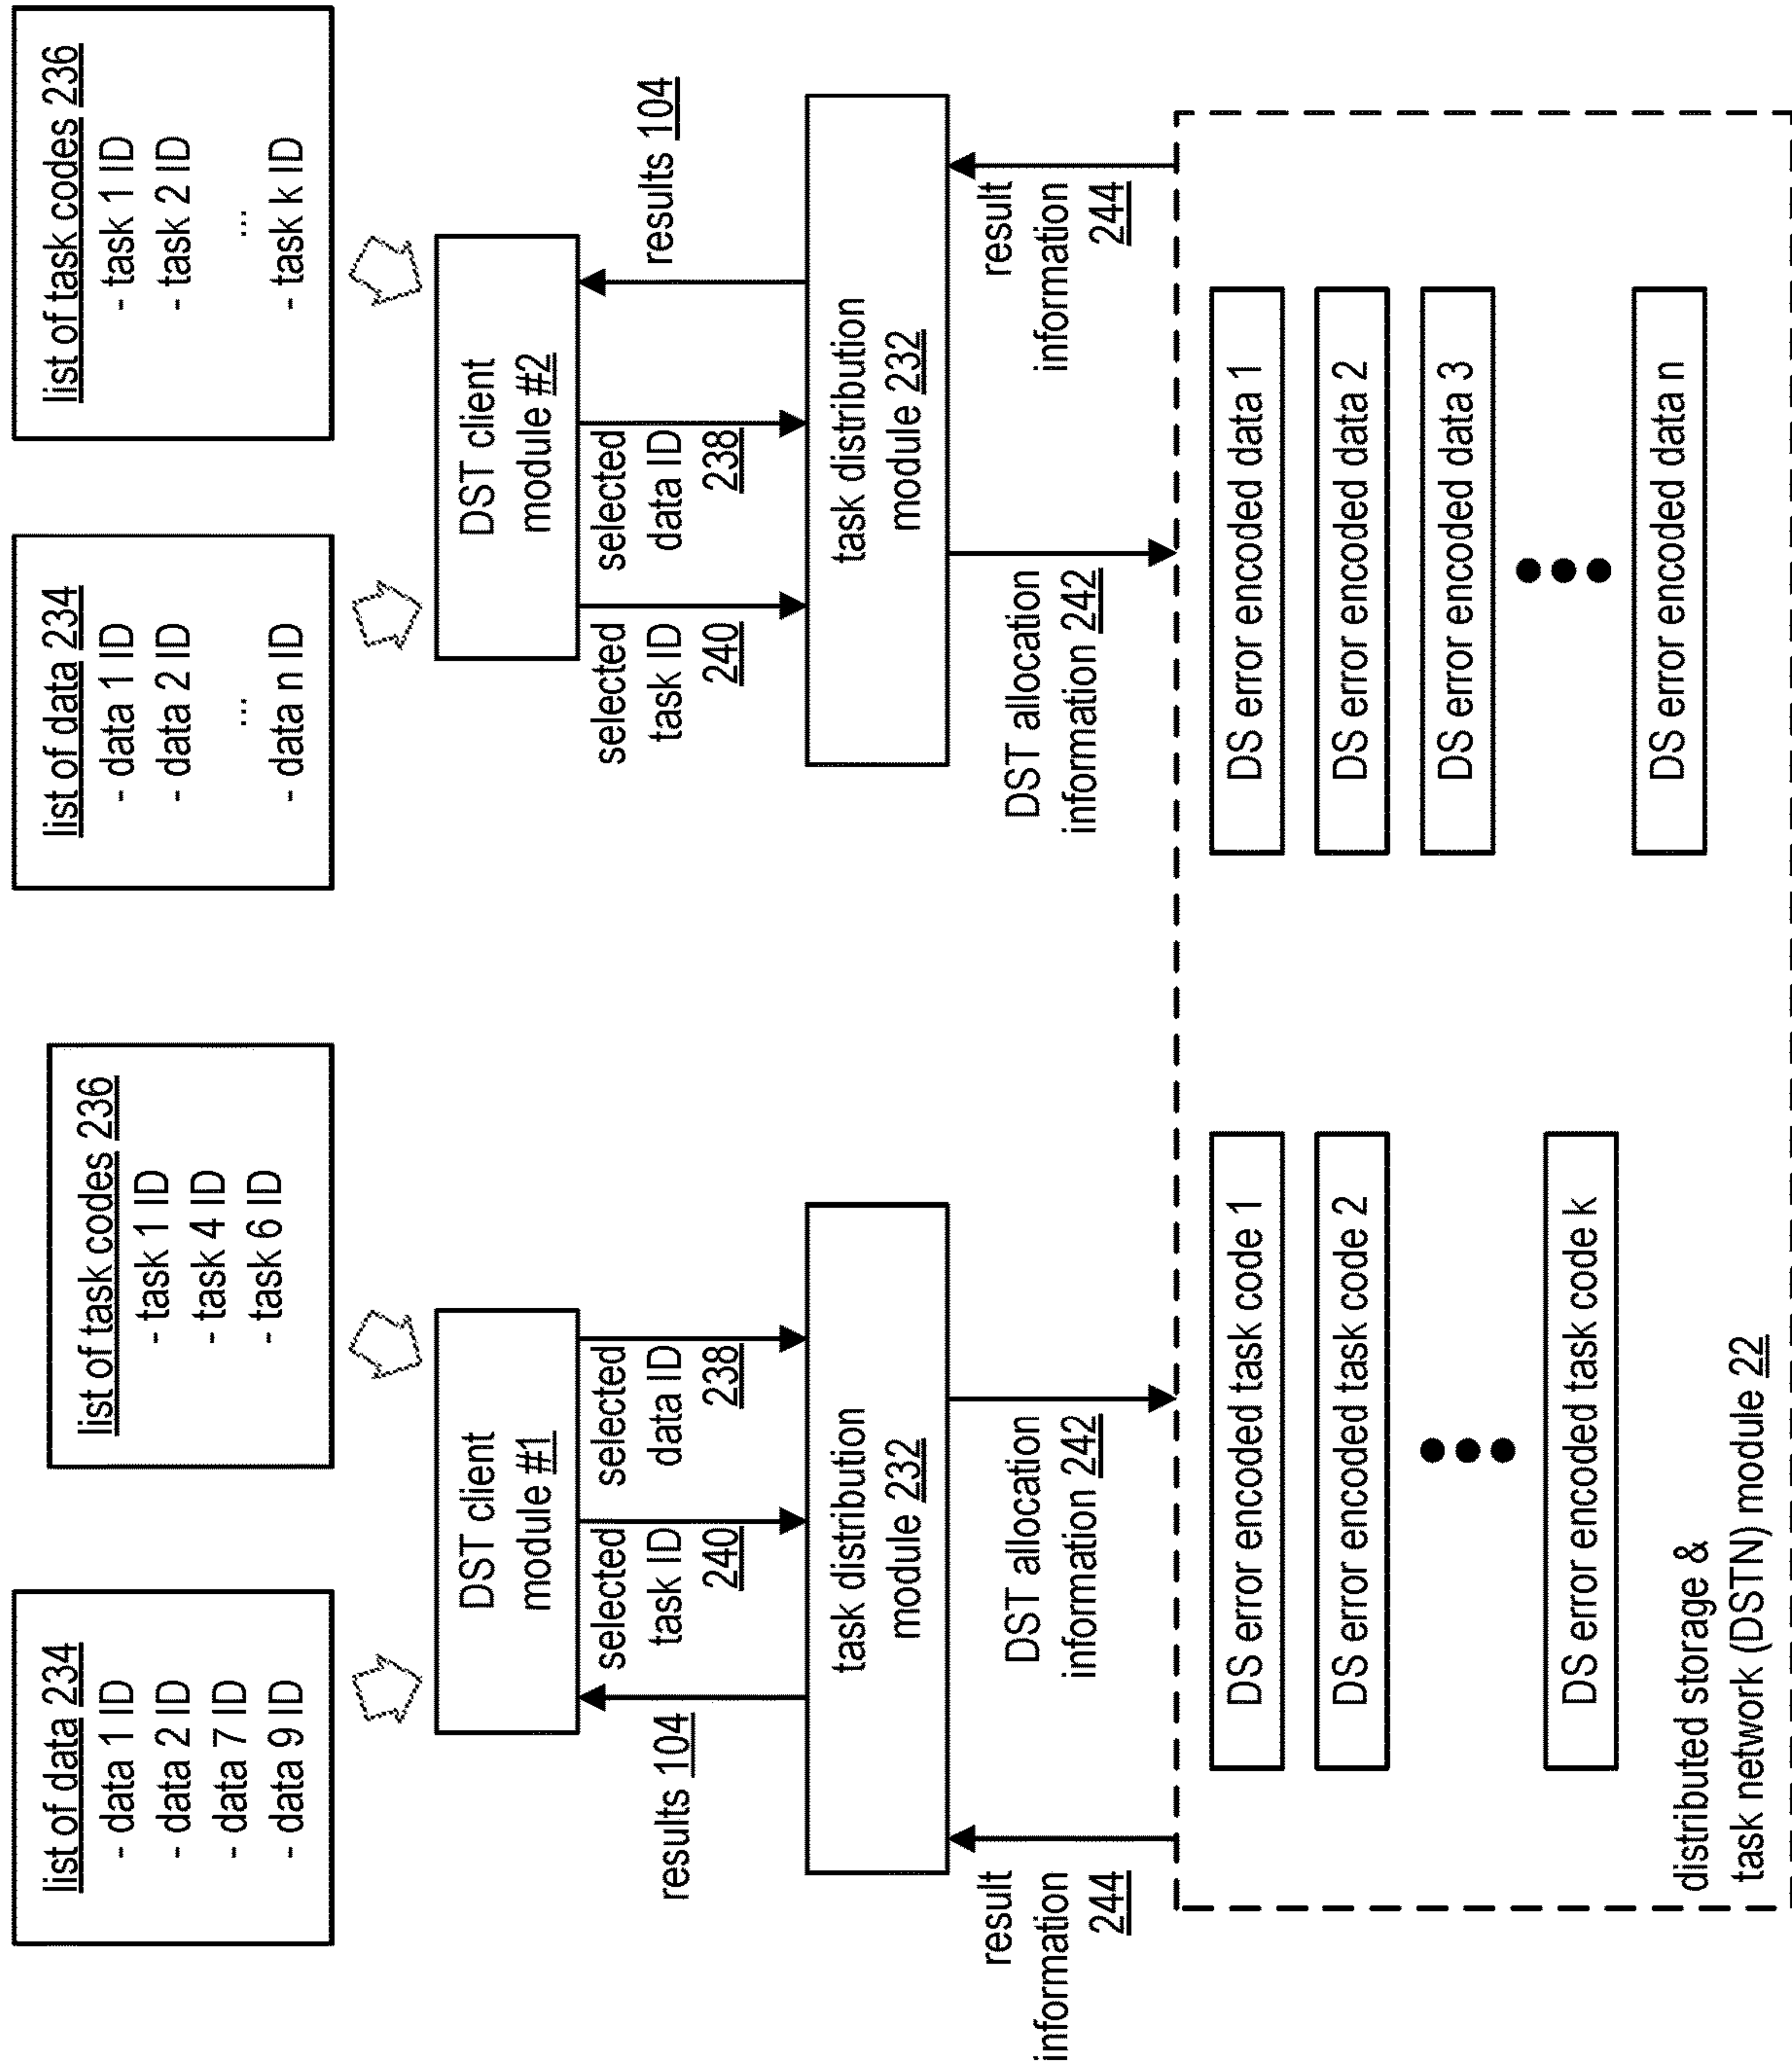 list of data 234
- data 1 ID
- data 2 ID
- data 7 ID
- data 9 ID
list of task codes 236
- task 1 ID
- task 4 ID
- task 6 ID
list of data 234
- data 1 ID
- data 2 ID
...
- data n ID
list of task codes 236
- task 1 ID
- task 2 ID
...
- task k ID
DST client
module #1
DST client
module #2
results 104
selected
task ID
240
selected
data ID
238
selected
task ID
240
selected
data ID
238
results 104
task distribution
module 232
task distribution
module 232
result
information
244
DST allocation
information 242
DST allocation
information 242
result
information
244
DS error encoded task code 1
DS error encoded task code 2
DS error encoded task code k
DS error encoded data 1
DS error encoded data 2
DS error encoded data 3
DS error encoded data n
distributed storage &
task network (DSTN) module 22